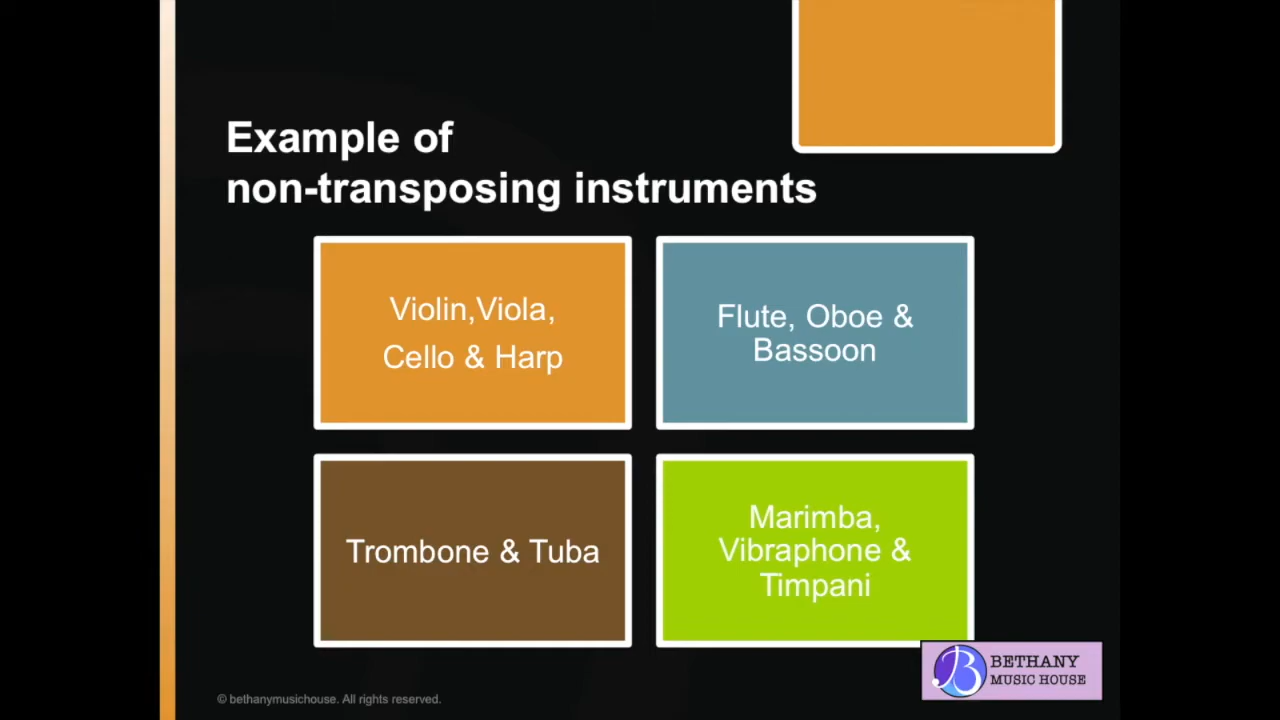 Example of
non-transposing instruments
Violin,Viola,
Cello & Harp
Flute, Oboe &
Bassoon
Trombone & Tuba
Marimba,
Vibraphone &
Timpani
B BETHANY
MUSIC HOUSE
© bethanymusichouse. All rights reserved.